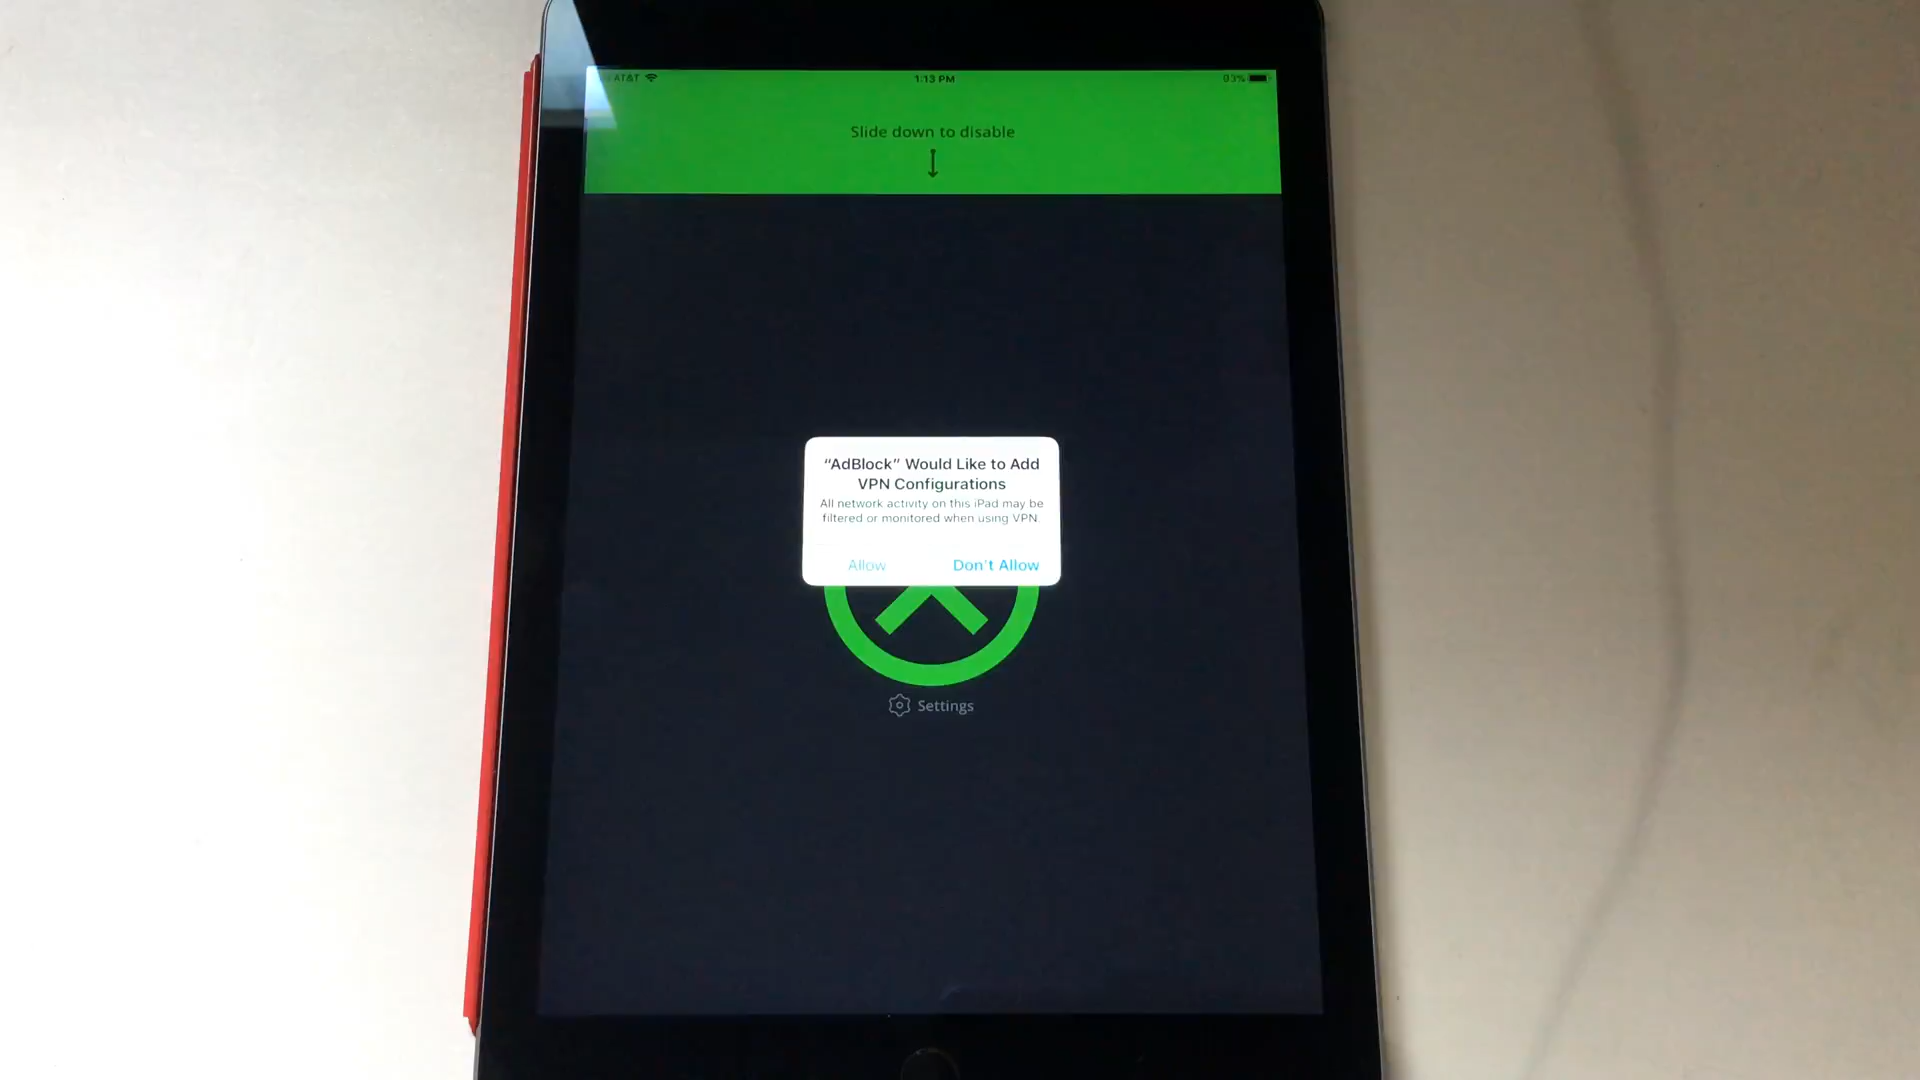 AT&T
1:13 PM
93%
Slide down to disable
“AdBlock” Would Like to Add
VPN Configurations
All network activity on this iPad may be
filtered or monitored when using VPN.
Allow
Don't Allow
Settings